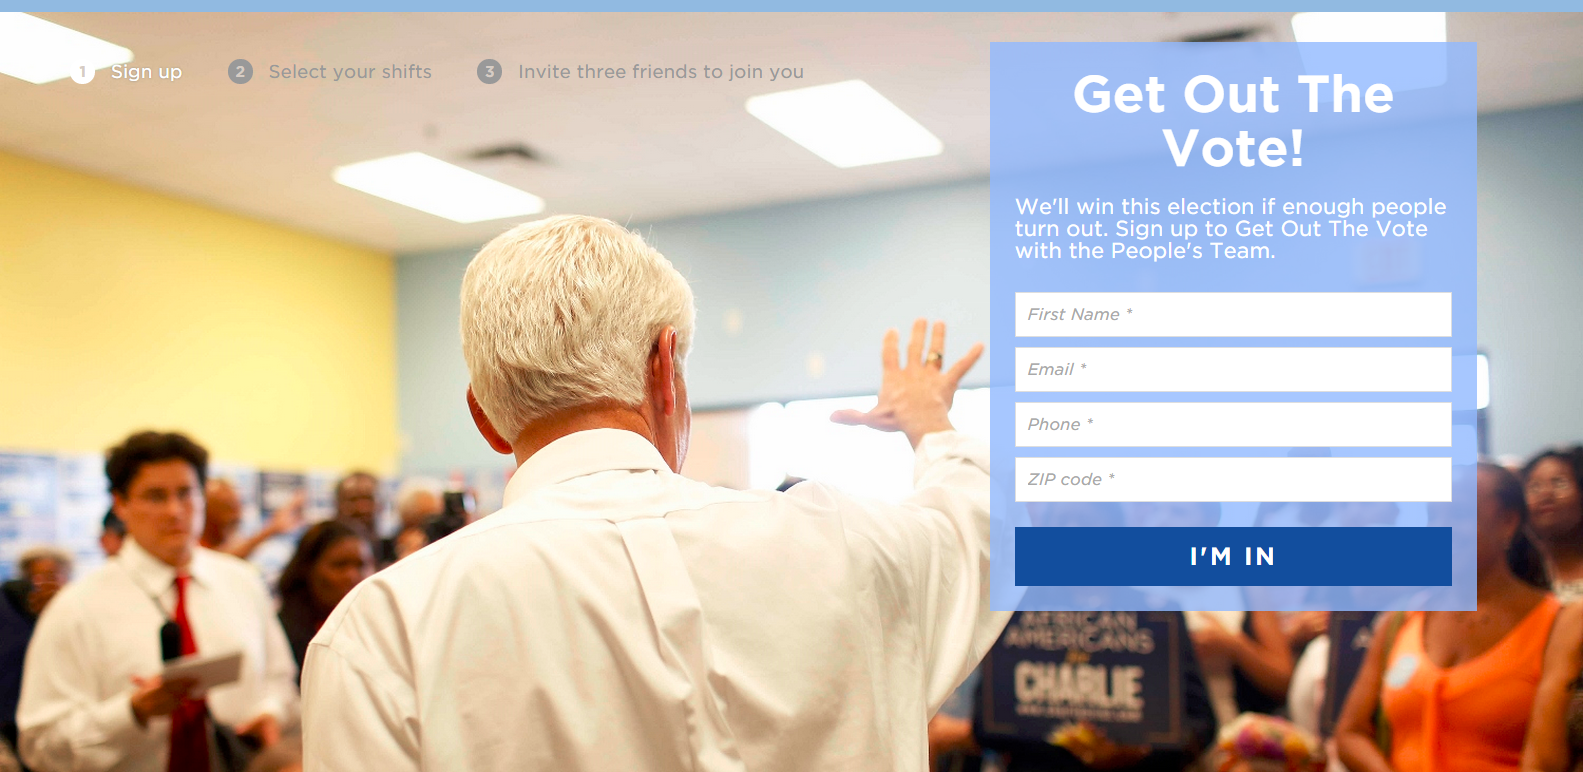 1 Sign up 2 Select your shifts 3 Invite three friends to join you
Get Out The
Vote!
We'll win this election if enough people
turn out. Sign up to Get Out The Vote
with the People's Team.
First Name *
Email *
Phone *
ZIP code *
I'M IN
AFRICAN
AMERICANS
for
CHARLIE